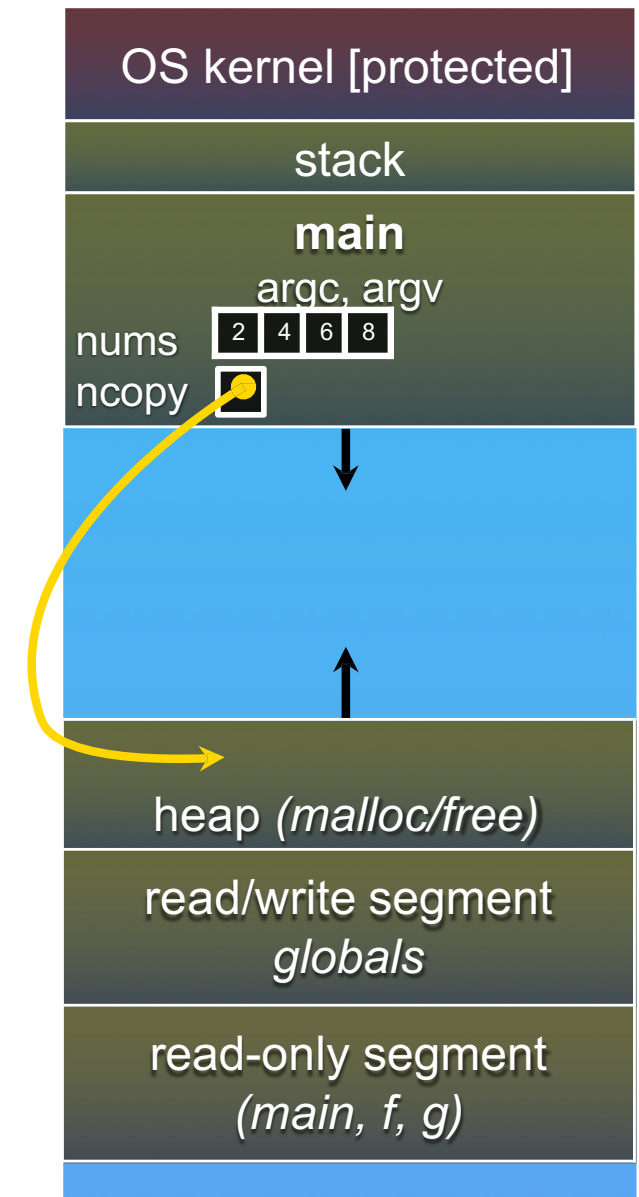 OS kernel [protected]
stack
main
argc, argv
nums 2 4 6 8
ncopy
heap (malloc/free)
read/write segment
globals
read-only segment
(main, f, g)